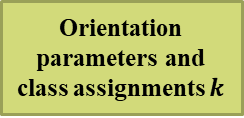 Orientation
parameters and
class assignments k